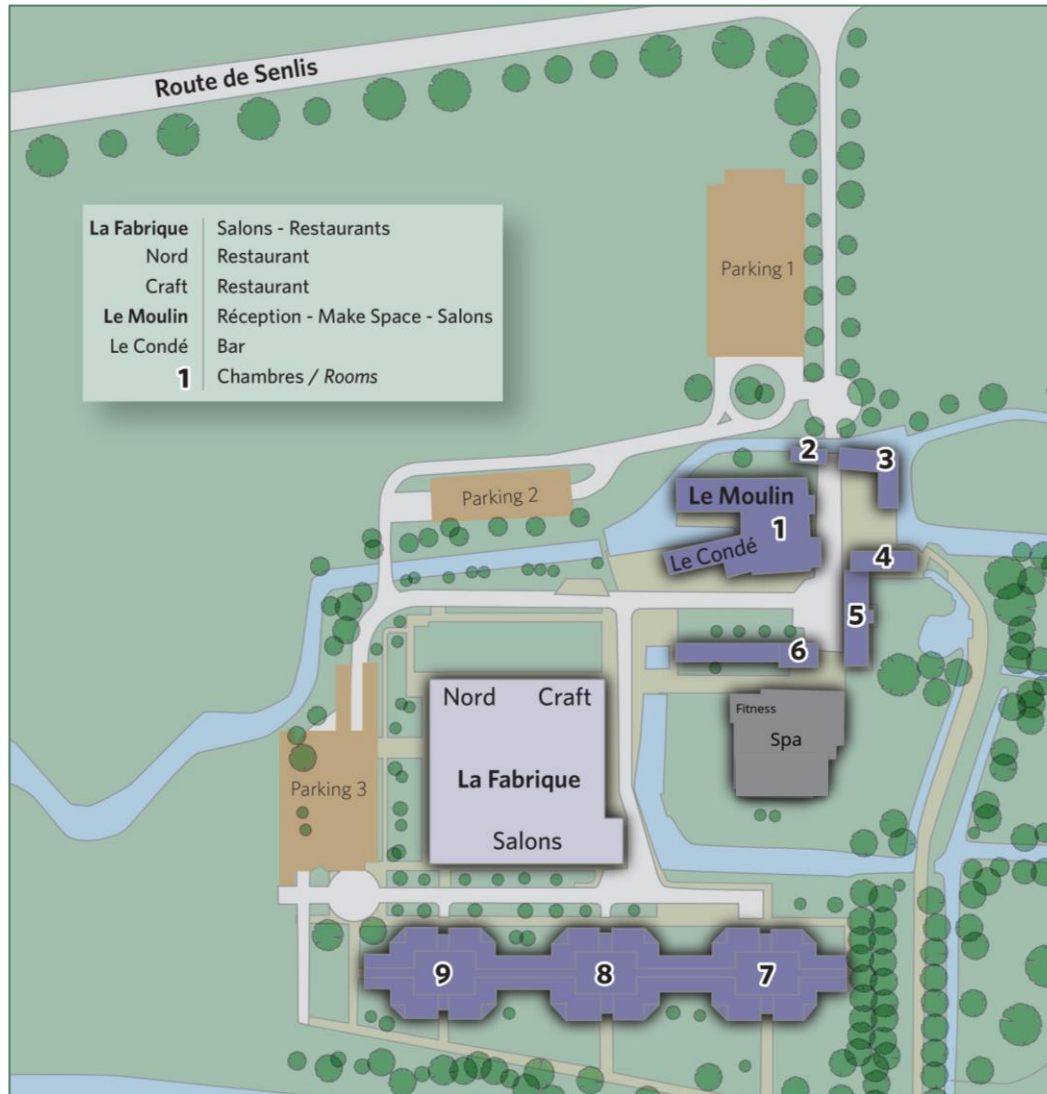 Route de Senlis
La Fabrique Salons - Restaurants
Nord Restaurant
Craft Restaurant
Le Moulin Réception - Make Space - Salons
Le Condé Bar
1 Chambres / Rooms
Parking 1
2
3
Parking 2
Le Moulin
1
Le Condé
4
5
6
Nord Craft
Fitness
Spa
La Fabrique
Parking 3
Salons
9
8
7